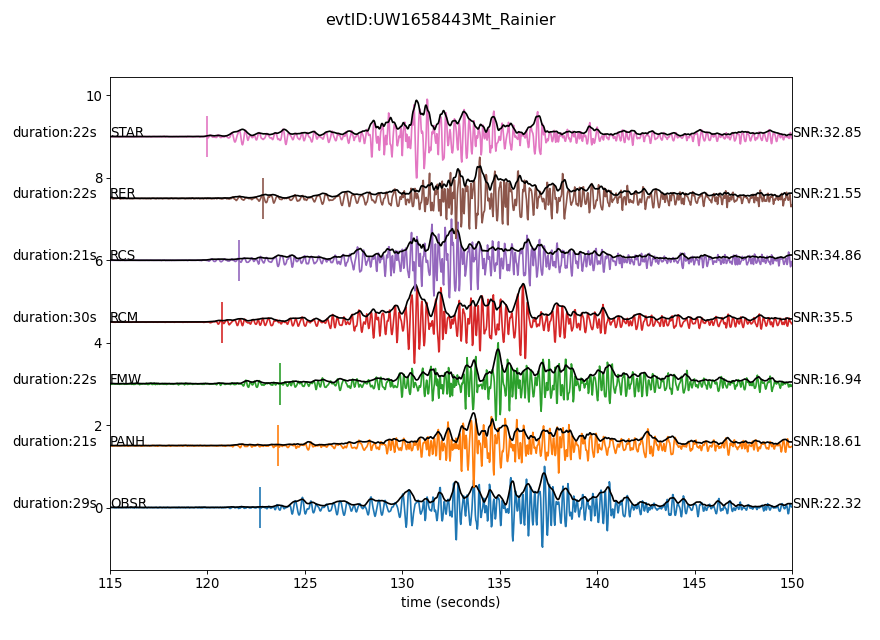 evtID:UW1658443Mt_Rainier
10
duration:22s STAR SNR:32.85
8
duration:22s RER SNR:21.55
duration:21s RCS SNR:34.86
6
duration:30s RCM SNR:35.5
4
duration:22s FMW SNR:16.94
2
duration:21s PANH SNR:18.61
duration:29s OBSR SNR:22.32
0
115 120 125 130 135 140 145 150
time (seconds)